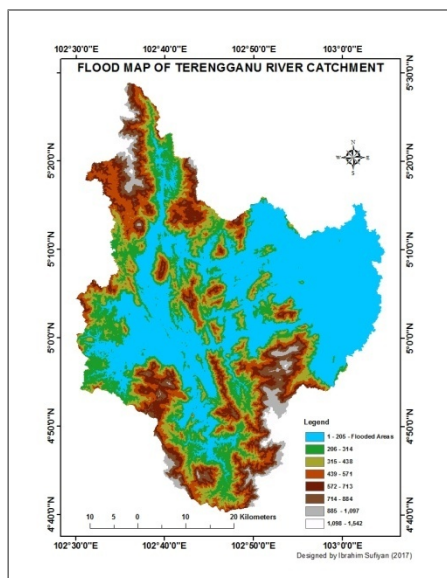 FLOOD MAP OF TERENGGANU RIVER CATCHMENT
102°30'0"E 102°40'0"E 102°50'0"E 103°0'0"E
5°30'0"N
5°20'0"N
5°10'0"N
5°0'0"N
4°50'0"N
4°40'0"N
N
W E
S
5°30'0"N
5°20'0"N
5°10'0"N
5°0'0"N
4°50'0"N
4°40'0"N
Legend
1 - 205 - Flooded Areas
206 - 314
315 - 438
439 - 571
572 - 713
714 - 884
885 - 1,097
1,098 - 1,542
10 5 0 10 20 Kilometers
102°30'0"E 102°40'0"E 102°50'0"E 103°0'0"E
Designed by Ibrahim Sufiyan (2017)